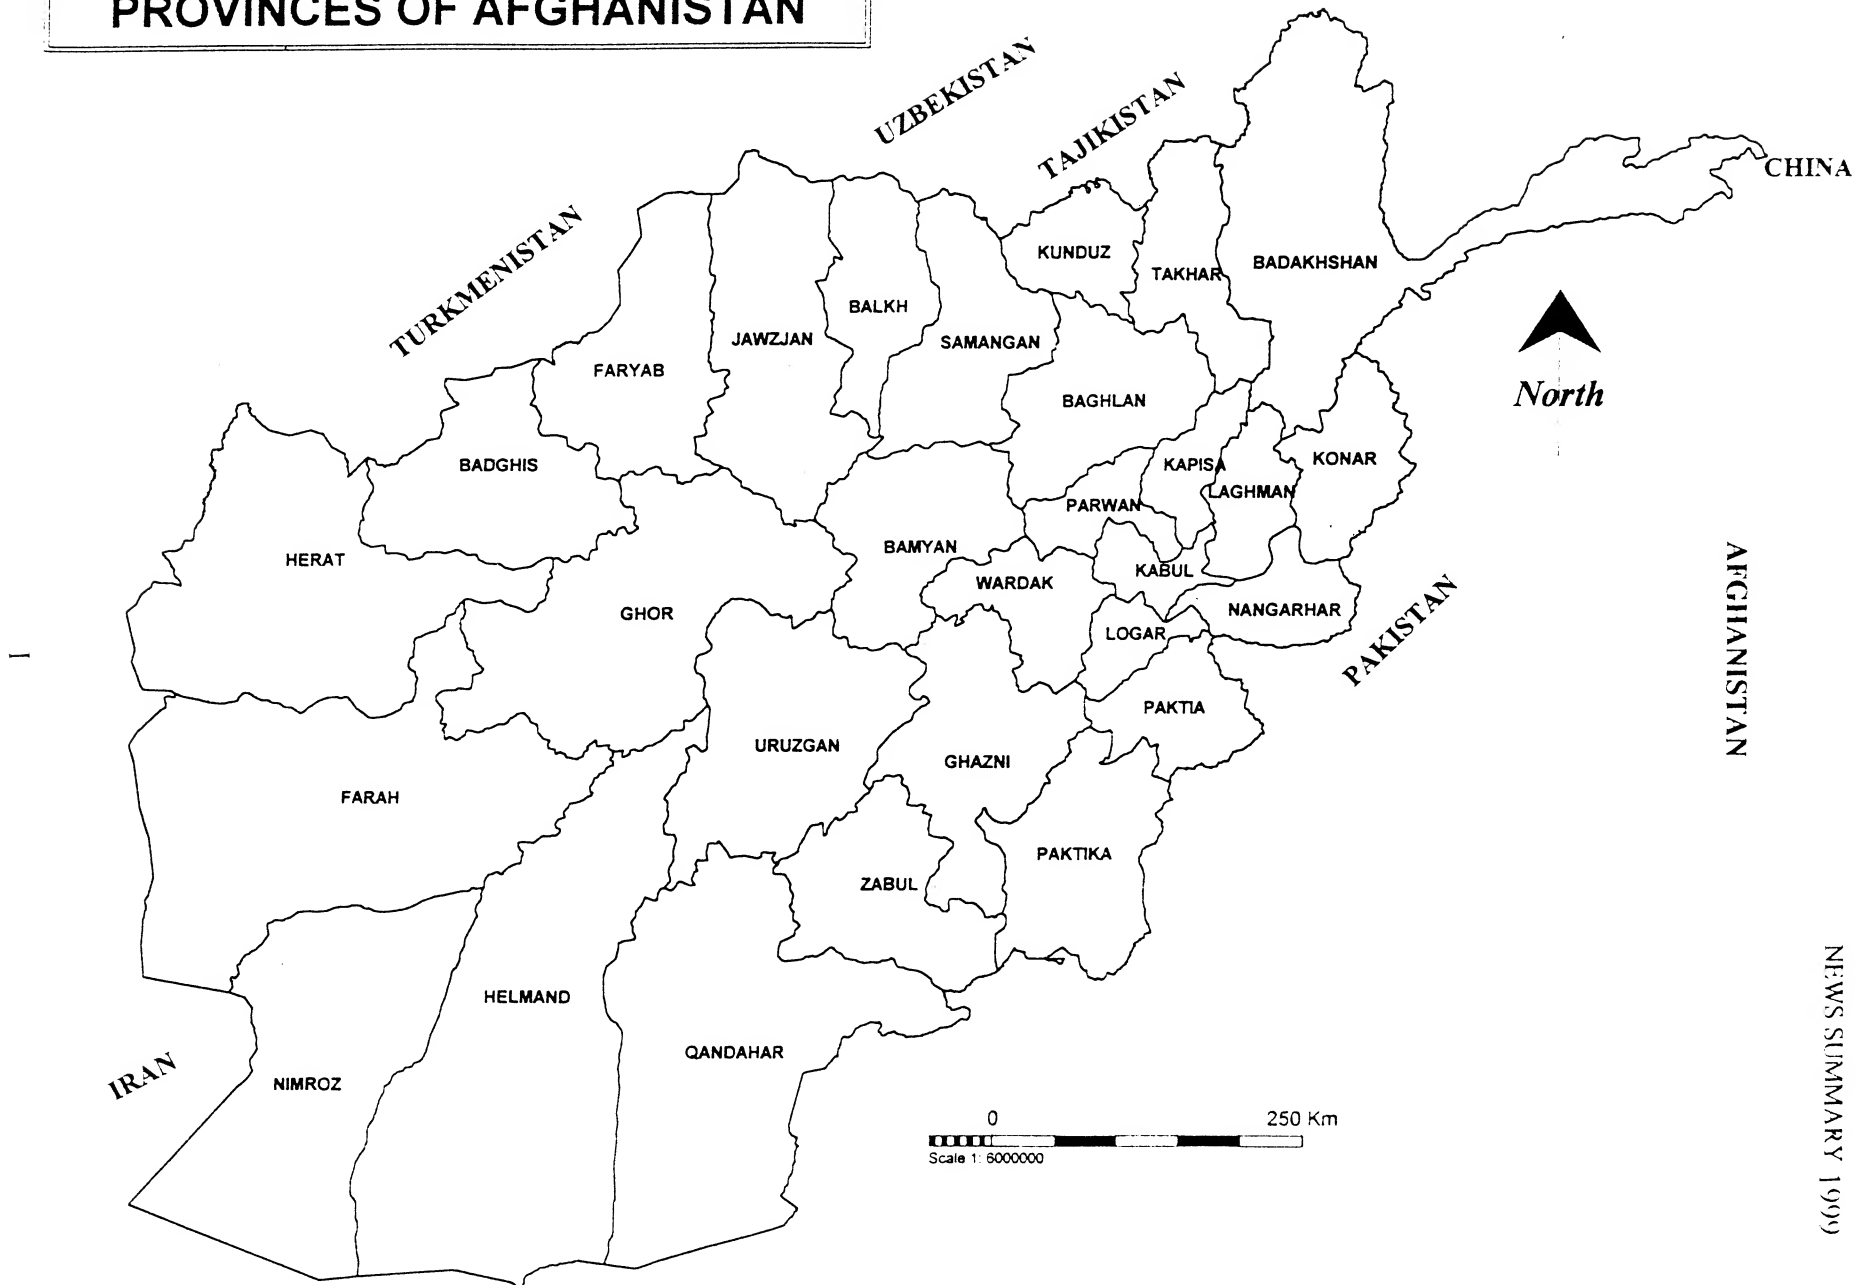 PROVINCES OF AFGHANISTAN
UZBEKISTAN
TAJIKISTAN
CHINA
TURKMENISTAN
KUNDUZ
TAKHAR
BADAKHSHAN
BALKH
JAWZJAN
SAMANGAN
FARYAB
BAGHLAN
North
BADGHIS
KAPISA
KONAR
LAGHMAN
PARWAN
HERAT
BAMYAN
WARDAK
KABUL
GHOR
NANGARHAR
LOGAR
PAKISTAN
AFGHANISTAN
PAKTIA
URUZGAN
GHAZNI
FARAH
PAKTIKA
ZABUL
HELMAND
QANDAHAR
IRAN
NIMROZ
0 250 Km
Scale 1: 6000000
NEWS SUMMARY 1999
1